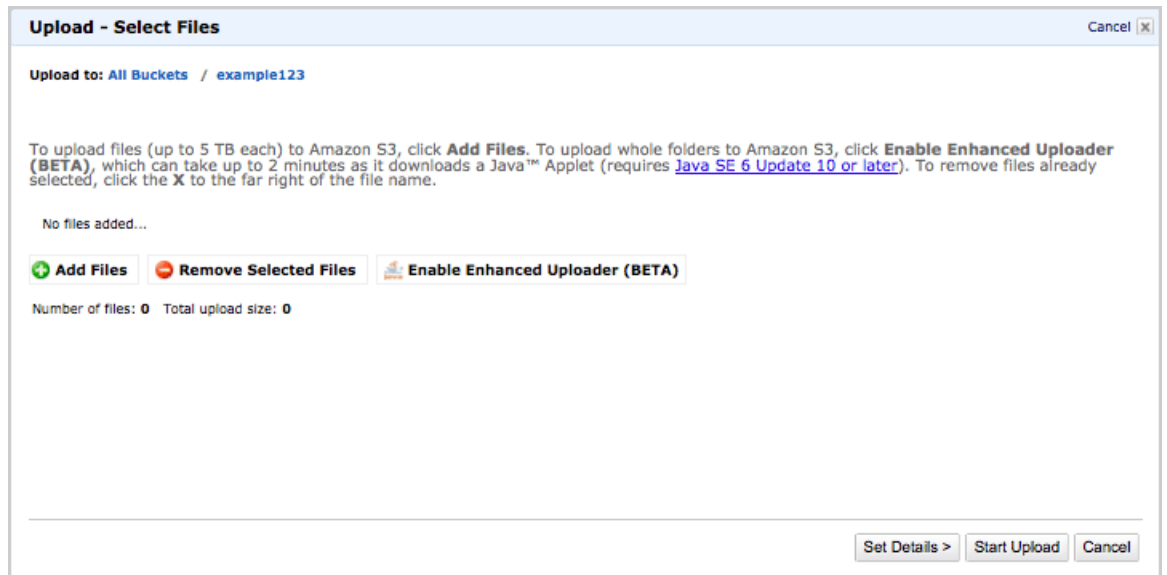 Upload - Select Files
Cancel
Upload to: All Buckets / example123
To upload files (up to 5 TB each) to Amazon S3, click Add Files. To upload whole folders to Amazon S3, click Enable Enhanced Uploader
(BETA), which can take up to 2 minutes as it downloads a Java™ Applet (requires Java SE 6 Update 10 or later). To remove files already
selected, click the X to the far right of the file name.
No files added...
Add Files Remove Selected Files Enable Enhanced Uploader (BETA)
Number of files: 0 Total upload size: 0
Set Details > Start Upload Cancel